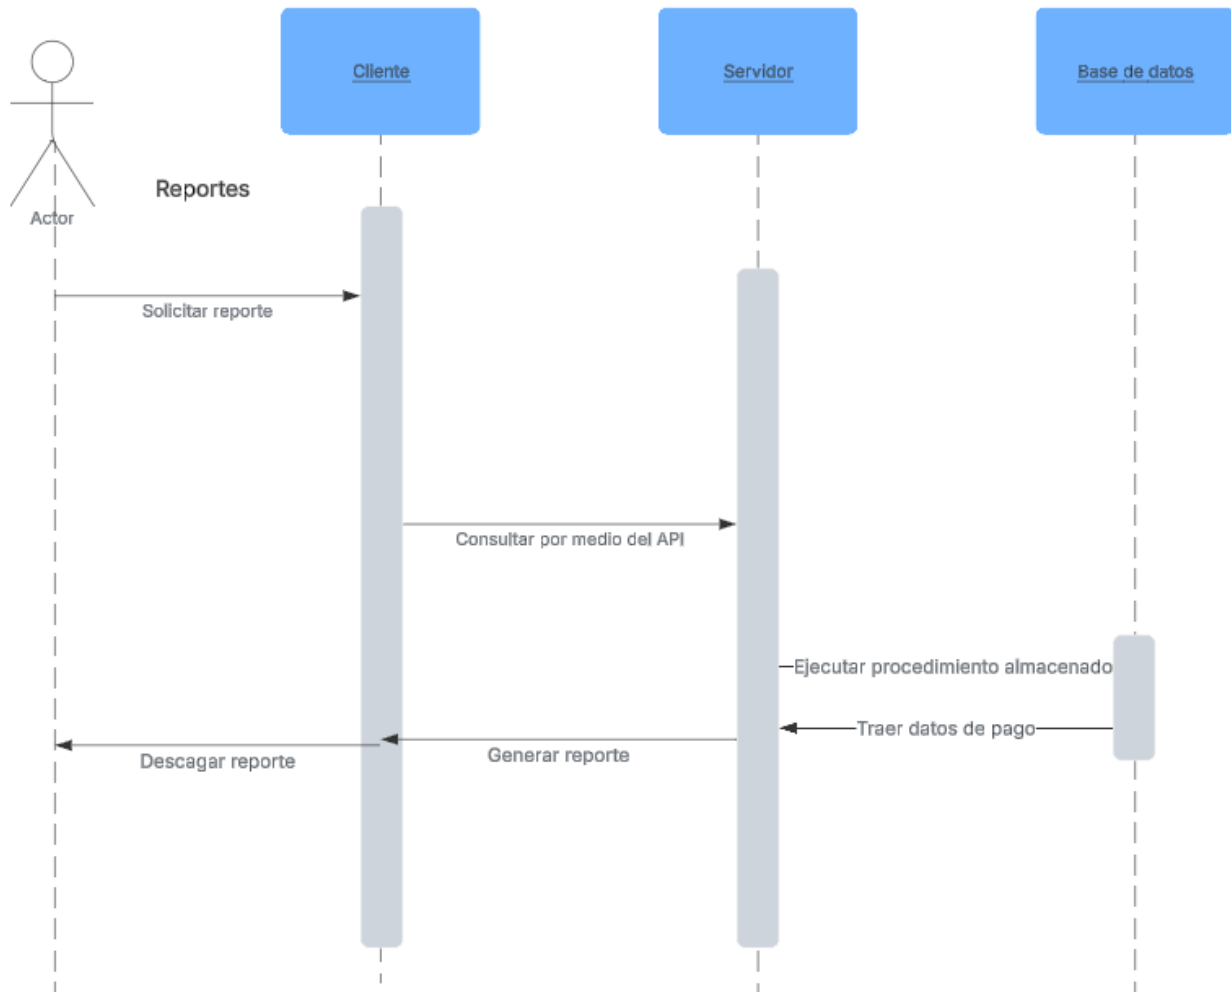 Cliente
Servidor
Base de datos
Reportes
Actor
Solicitar reporte
Consultar por medio del API
Ejecutar procedimiento almacenado
Traer datos de pago
Generar reporte
Descagar reporte